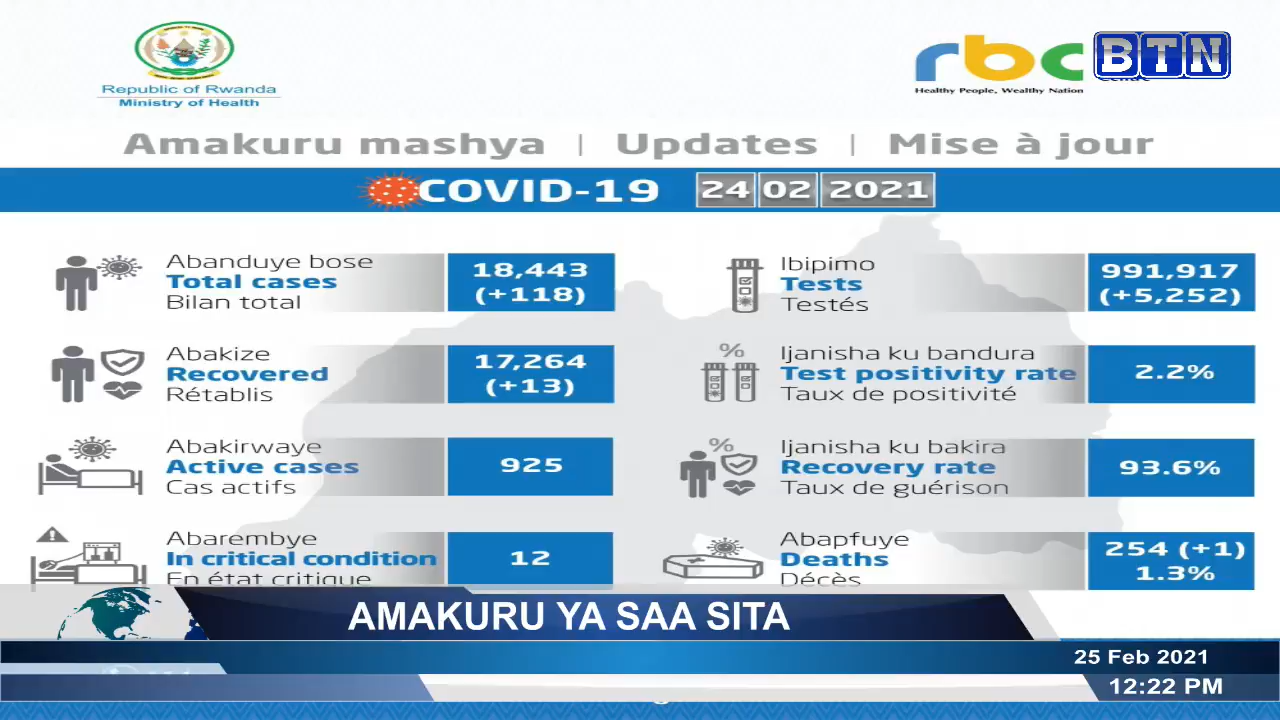 Republic of Rwanda
Ministry of Health
rbc
BTN
Healthy People, Wealthy Nation
Amakuru mashya | Updates | Mise à jour
COVID-19 24 02 2021
Abanduye bose
Total cases
Bilan total
18,443
(+118)
Ibipimo
Tests
Testés
991,917
(+5,252)
Abakize
Recovered
Rétablis
17,264
(+13)
Ijanisha ku bandura
Test positivity rate
Taux de positivité
2.2%
Abakirwaye
Active cases
Cas actifs
925
Ijanisha ku bakira
Recovery rate
Taux de guérison
93.6%
Abarembye
In critical condition
En état critique
12
Abapfuye
Deaths
Décès
254 (+1)
1.3%
AMAKURU YA SAA SITA
25 Feb 2021
12:22 PM